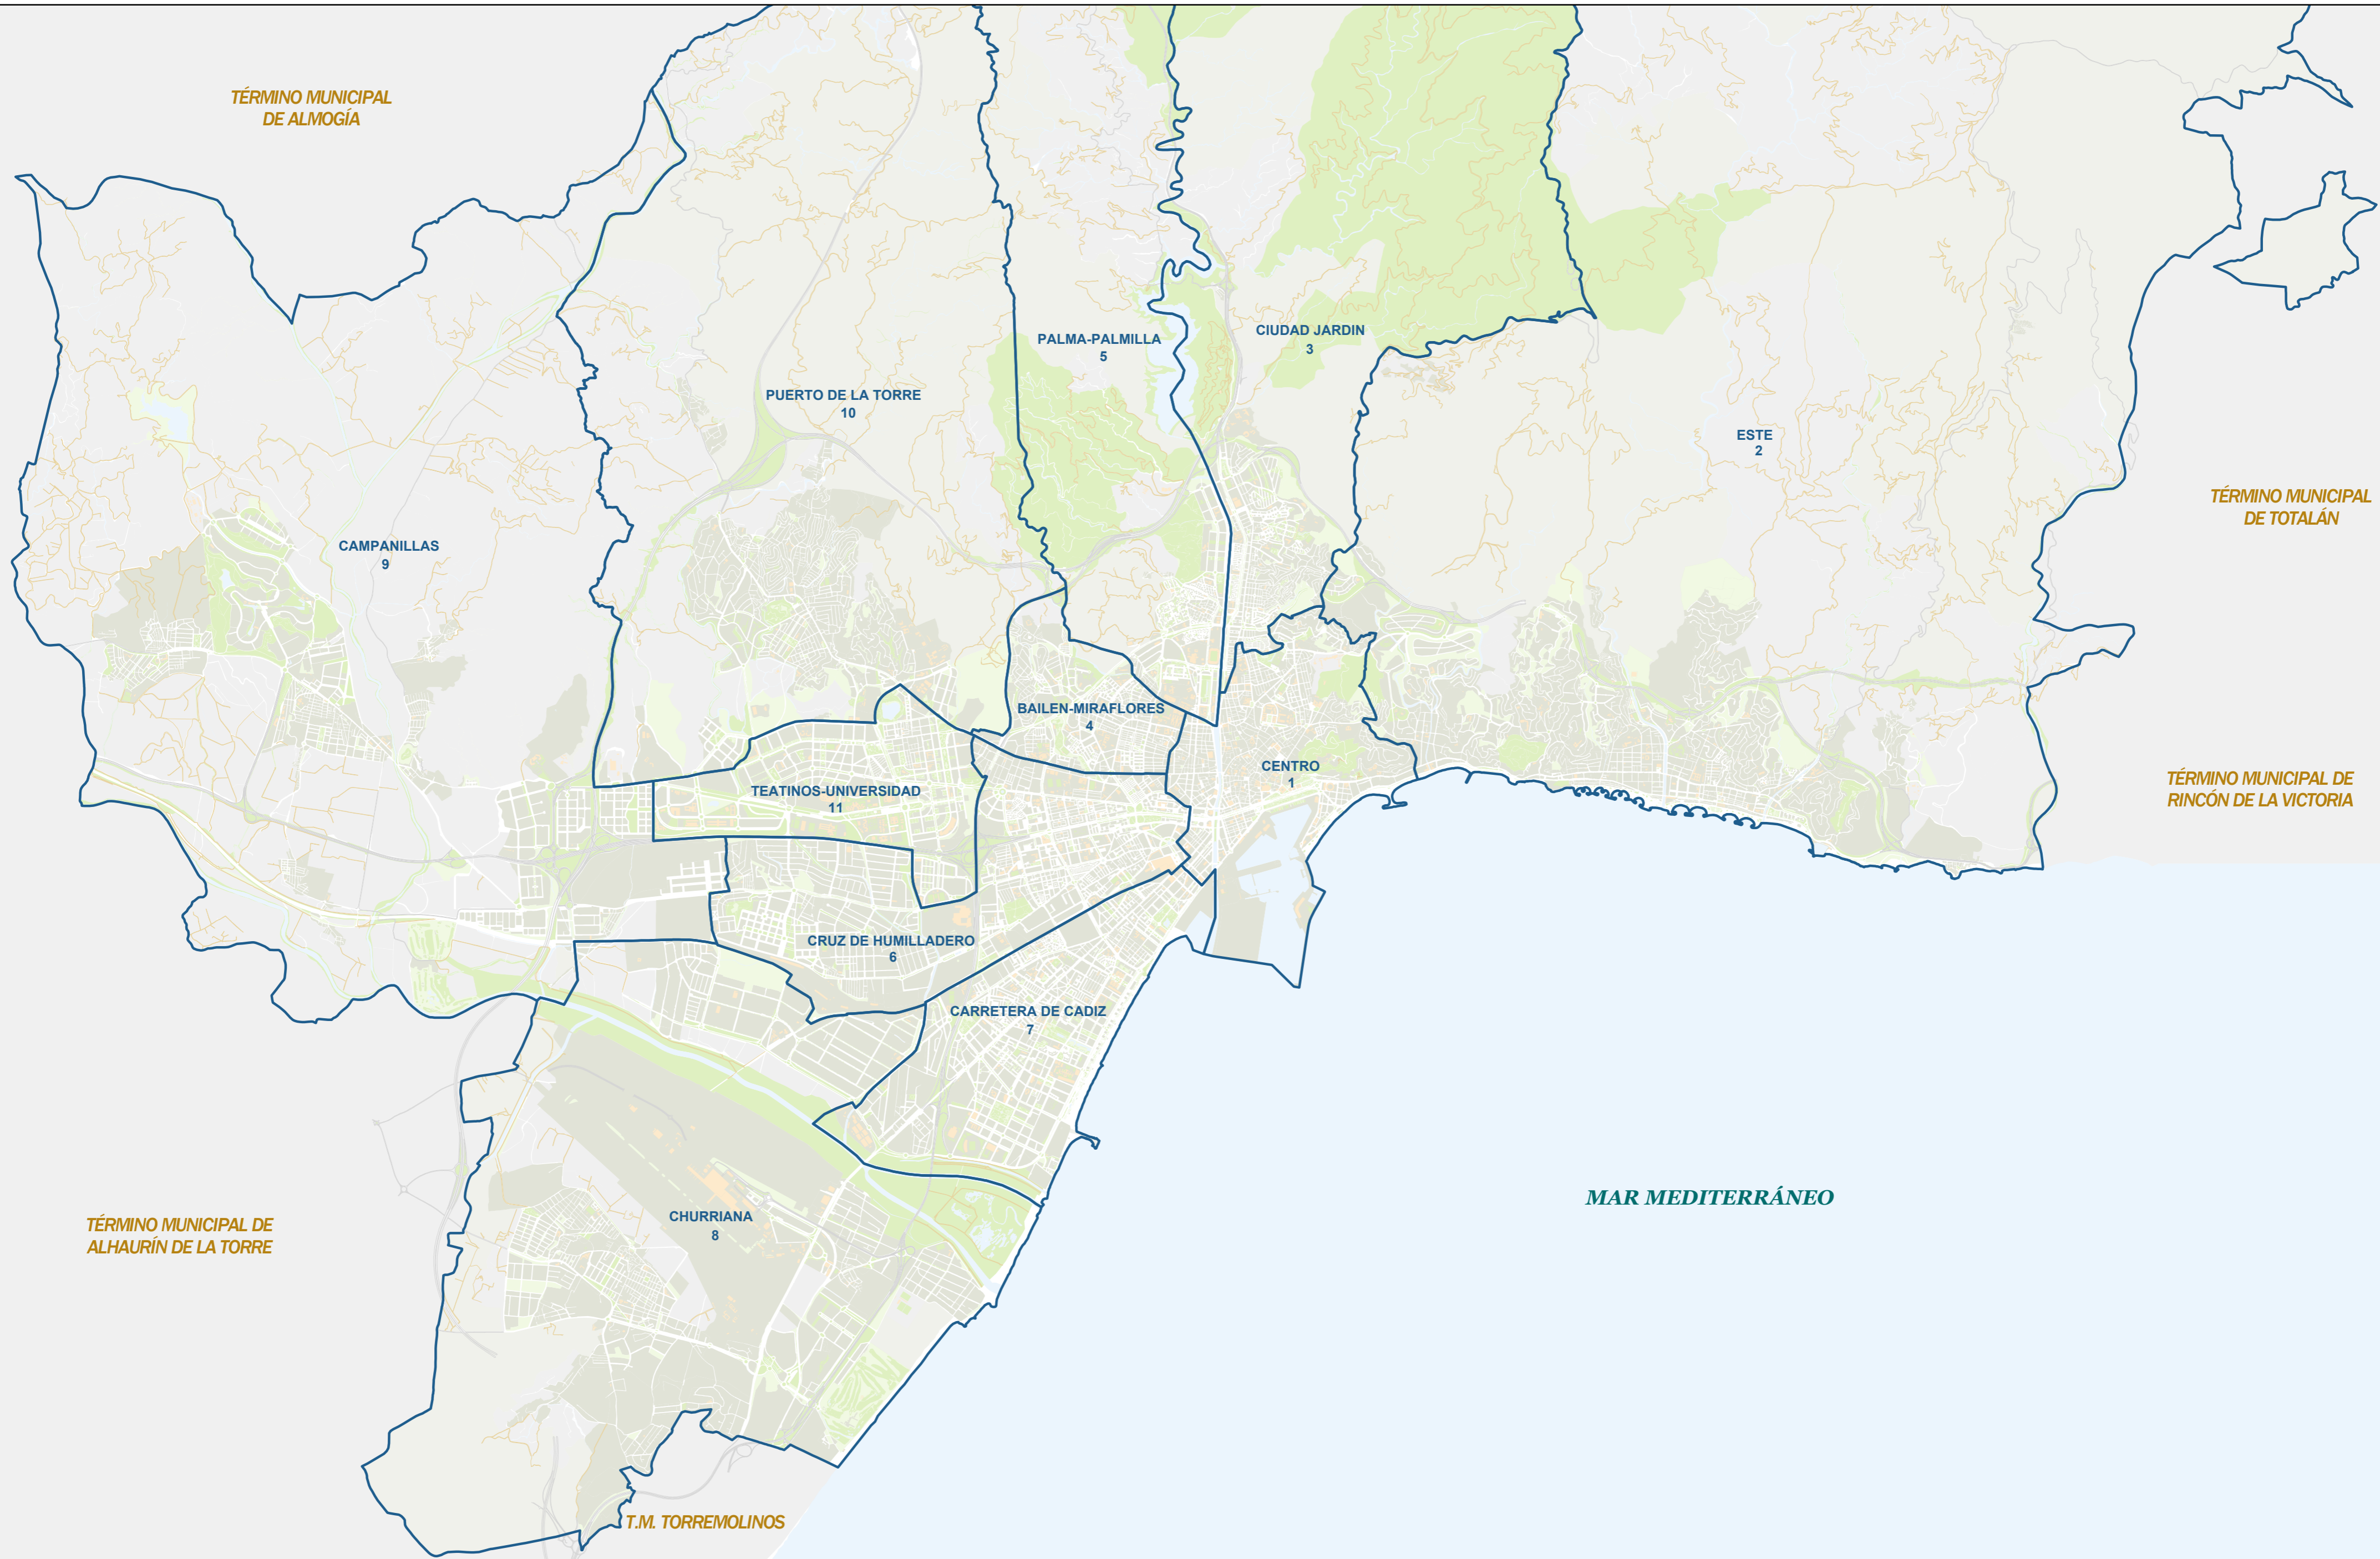 TÉRMINO MUNICIPAL
DE ALMOGÍA
CIUDAD JARDIN
3
PALMA-PALMILLA
5
PUERTO DE LA TORRE
10
ESTE
2
TÉRMINO MUNICIPAL
DE TOTALÁN
CAMPANILLAS
9
BAILEN-MIRAFLORES
4
CENTRO
1
TÉRMINO MUNICIPAL DE
RINCÓN DE LA VICTORIA
TEATINOS-UNIVERSIDAD
11
CRUZ DE HUMILLADERO
6
CARRETERA DE CADIZ
7
MAR MEDITERRÁNEO
CHURRIANA
8
TÉRMINO MUNICIPAL DE
ALHAURÍN DE LA TORRE
T.M. TORREMOLINOS